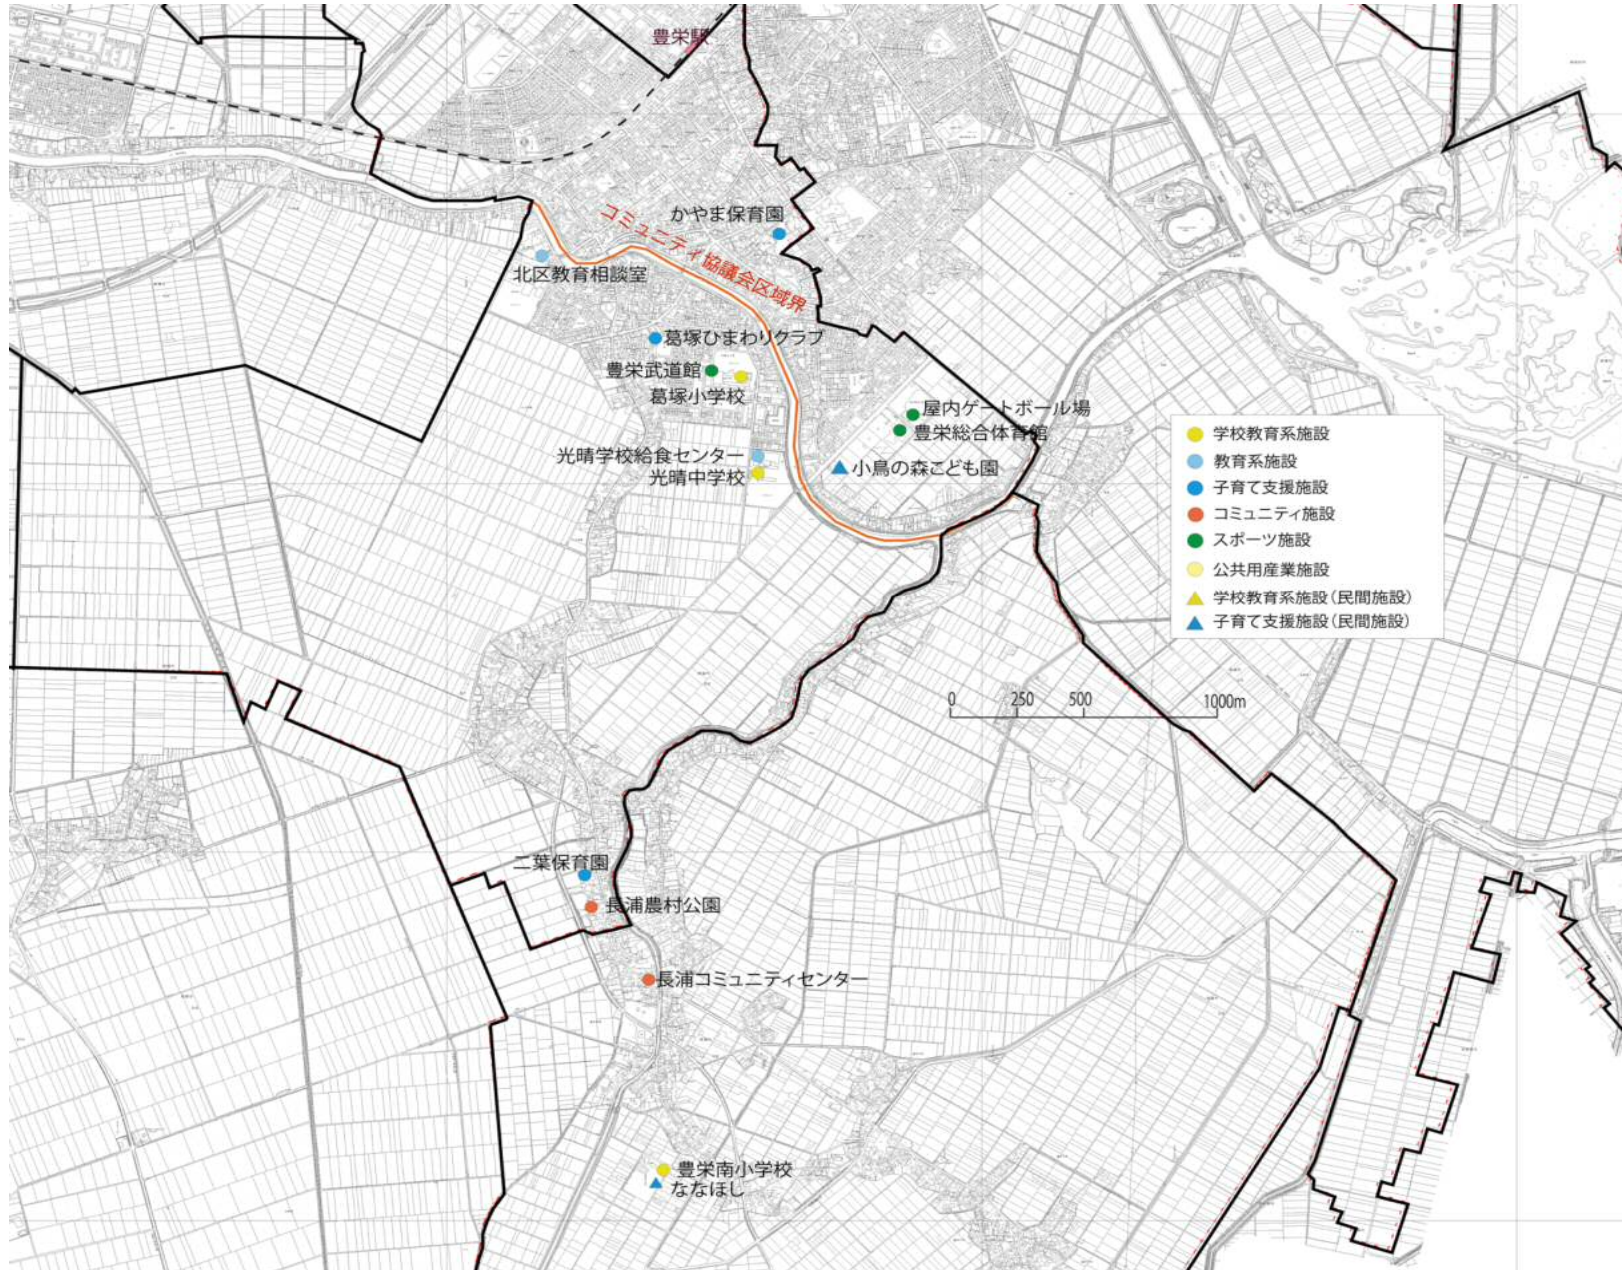 豊栄駅
かやま保育園
コミュニティ協議会区域界
北区教育相談室
葛塚ひまわりクラブ
豊栄武道館
葛塚小学校
屋内ゲートボール場
豊栄総合体育館
光晴学校給食センター
光晴中学校
小鳥の森こども園
学校教育系施設
教育系施設
子育て支援施設
コミュニティ施設
スポーツ施設
公共用産業施設
学校教育系施設(民間施設)
子育て支援施設(民間施設)
0 250 500 1000m
二葉保育園
長浦農村公園
長浦コミュニティセンター
豊栄南小学校
ななほし